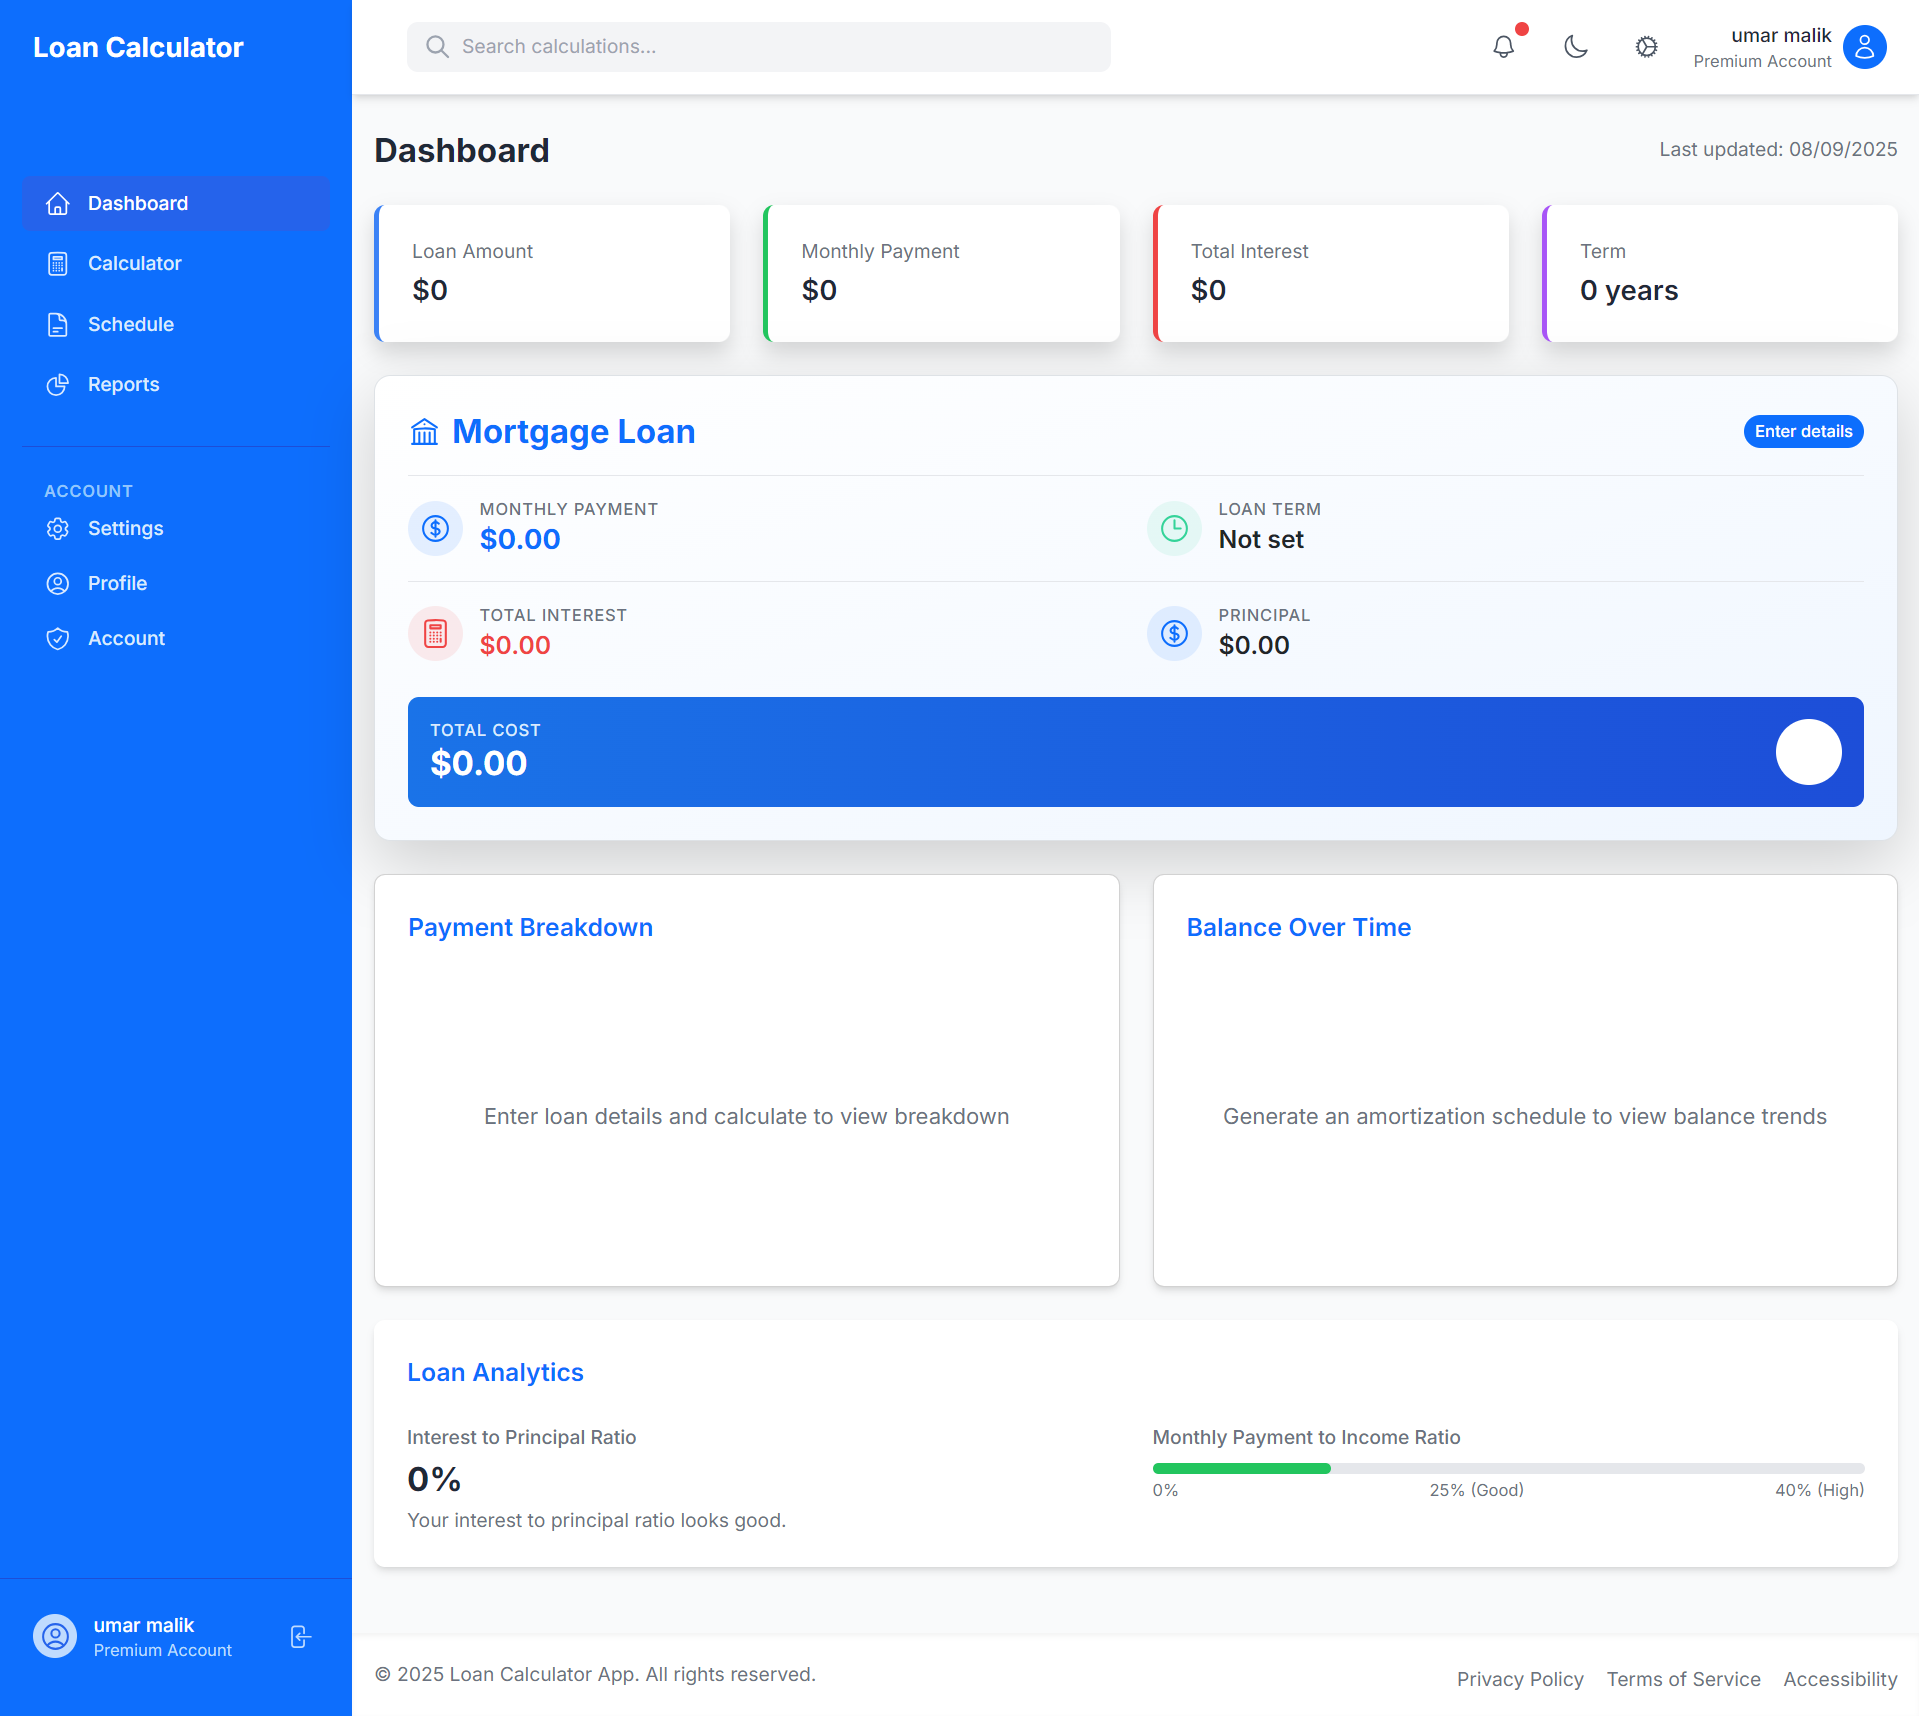 Loan Calculator
Search calculations...
umar malik
Premium Account
Dashboard
Calculator
Schedule
Reports
ACCOUNT
Settings
Profile
Account
umar malik
Premium Account
Dashboard
Last updated: 08/09/2025
Loan Amount
$0
Monthly Payment
$0
Total Interest
$0
Term
0 years
Mortgage Loan
Enter details
MONTHLY PAYMENT
$0.00
LOAN TERM
Not set
TOTAL INTEREST
$0.00
PRINCIPAL
$0.00
TOTAL COST
$0.00
Payment Breakdown
Enter loan details and calculate to view breakdown
Balance Over Time
Generate an amortization schedule to view balance trends
Loan Analytics
Interest to Principal Ratio
0%
Your interest to principal ratio looks good.
Monthly Payment to Income Ratio
0%
25% (Good)
40% (High)
© 2025 Loan Calculator App. All rights reserved.
Privacy Policy
Terms of Service
Accessibility